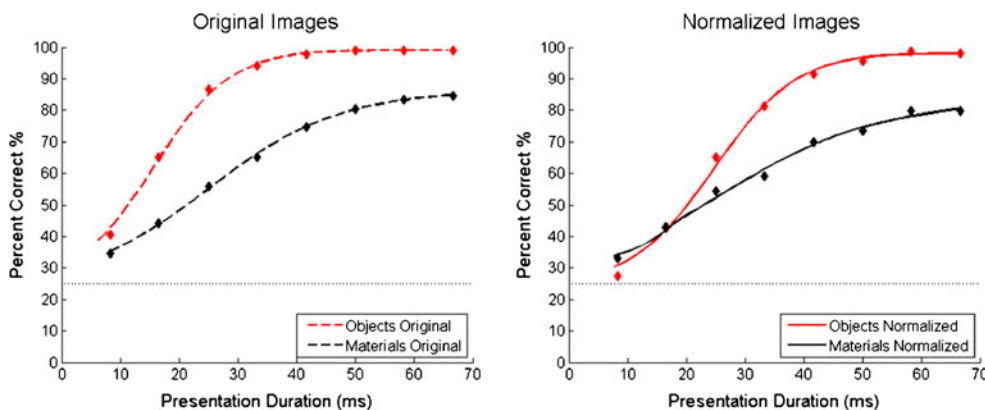 Original Images
Percent Correct %
100
90
80
70
60
50
40
30
20
10
0
Objects Original
Materials Original
0 10 20 30 40 50 60 70
Presentation Duration (ms)
Normalized Images
Percent Correct %
100
90
80
70
60
50
40
30
20
10
0
Objects Normalized
Materials Normalized
0 10 20 30 40 50 60 70
Presentation Duration (ms)